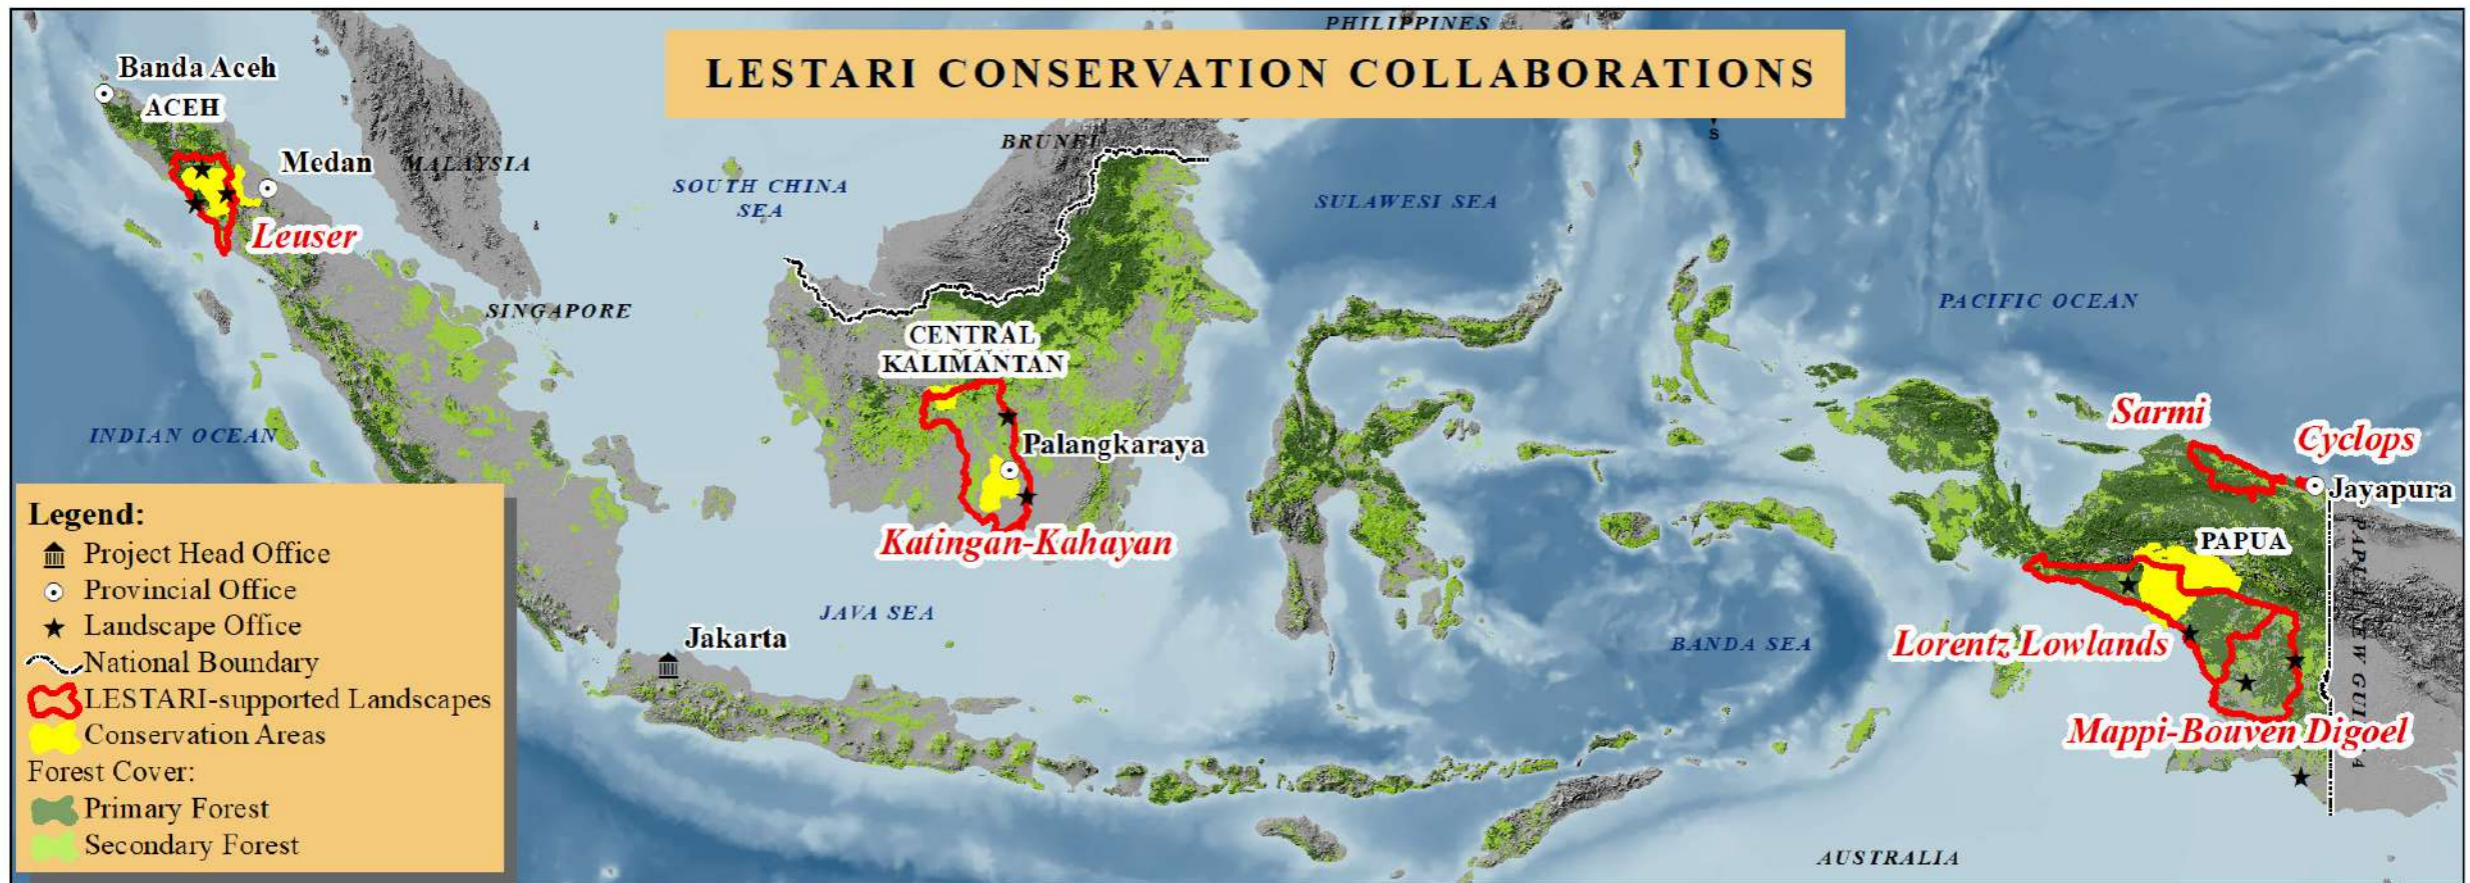 PHILIPPINES
LESTARI CONSERVATION COLLABORATIONS
Banda Aceh
ACEH
Medan
MALAYSIA
Leuser
SINGAPORE
INDIAN OCEAN
SOUTH CHINA
SEA
BRUNEI
S
SULAWESI SEA
PACIFIC OCEAN
CENTRAL
KALIMANTAN
Palangkaraya
Katingan-Kahayan
Sarmi
Cyclops
Jayapura
PAPUA
PAPUA NEW GUINEA
Lorentz Lowlands
Mappi-Bouven Digoel
JAVA SEA
Jakarta
BANDA SEA
AUSTRALIA
Legend:
Project Head Office
Provincial Office
Landscape Office
National Boundary
LESTARI-supported Landscapes
Conservation Areas
Forest Cover:
Primary Forest
Secondary Forest